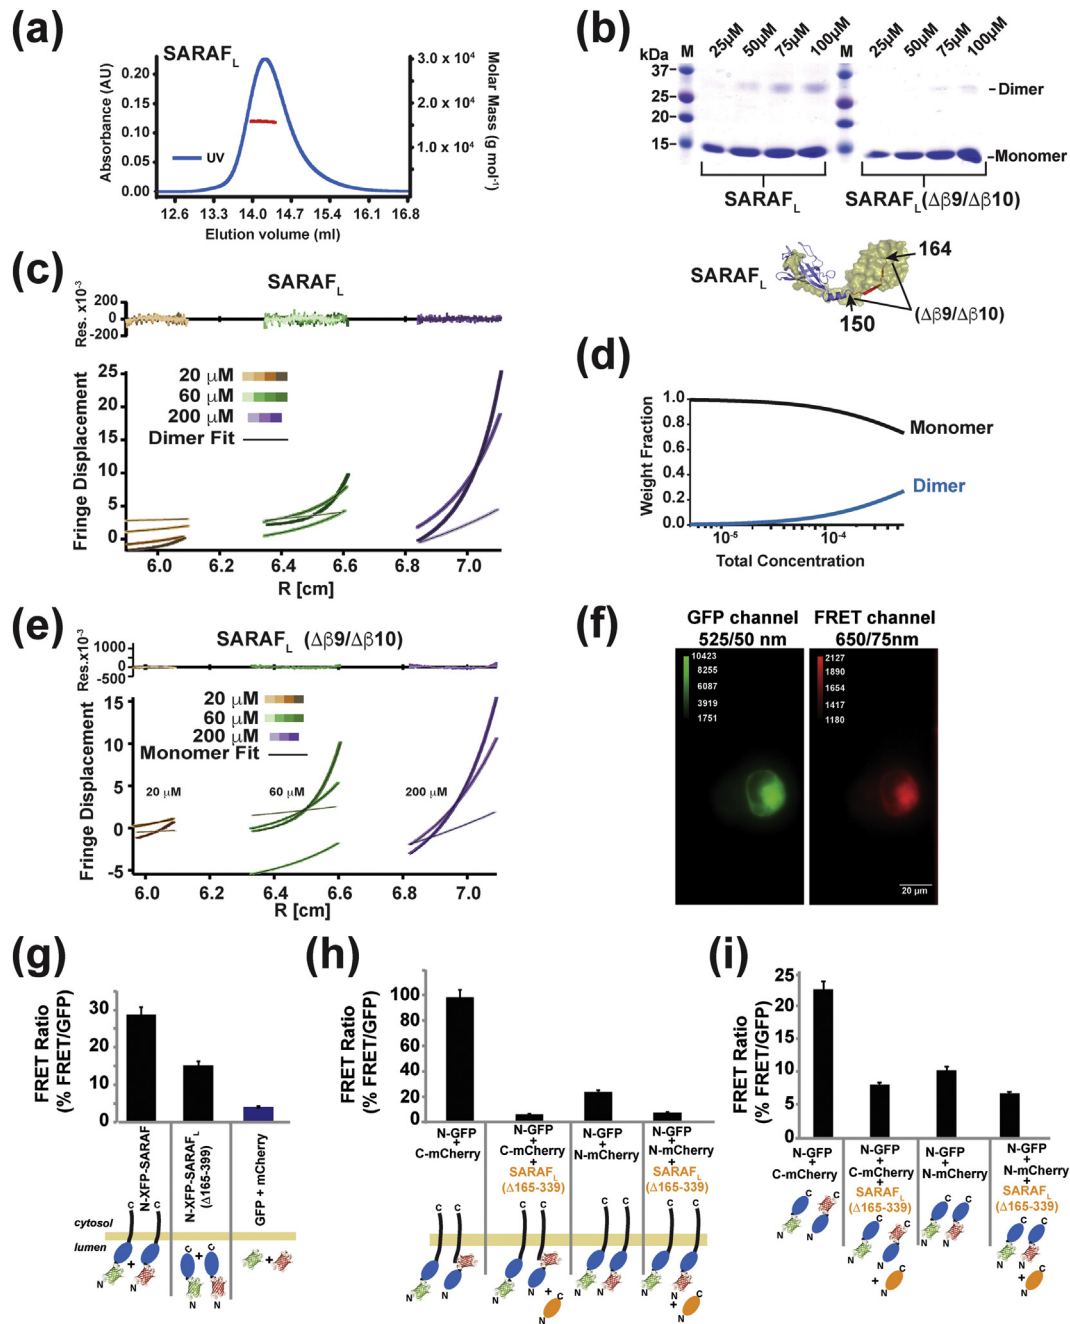 (a)
SARAF_L
Absorbance (AU)
0.20
0.15
0.10
0.05
0.00
UV
3.0 x 10⁴
2.0 x 10⁴
1.0 x 10⁴
Molar Mass (g mol⁻¹)
12.6 13.3 14.0 14.7 15.4 16.1 16.8
Elution volume (ml)
(b)
kDa M 25µM 50µM 75µM 100µM M 25µM 50µM 75µM 100µM
37-
25-
20-
15-
-Dimer
-Monomer
SARAF_L
SARAF_L(Δβ9/Δβ10)
SARAF_L
164
150
(Δβ9/Δβ10)
(c)
SARAF_L
Res. x10⁻³
200
0
-200
Fringe Displacement
25
20
15
10
5
0
20 µM
60 µM
200 µM
Dimer Fit
6.0 6.2 6.4 6.6 6.8 7.0
R [cm]
(d)
Weight Fraction
1.0
0.8
0.6
0.4
0.2
0.0
Monomer
Dimer
10⁻⁵ 10⁻⁴
Total Concentration
(e)
SARAF_L (Δβ9/Δβ10)
Res.x10⁻³
1000
0
-500
Fringe Displacement
15
10
5
0
-5
20 µM
60 µM
200 µM
Monomer Fit
20 µM
60 µM
200 µM
6.0 6.2 6.4 6.6 6.8 7.0
R [cm]
(f)
GFP channel
525/50 nm
FRET channel
650/75nm
10423
8255
6087
3919
1751
2127
1890
1654
1417
1180
20 µm
(g)
FRET Ratio
(% FRET/GFP)
30
20
10
0
N-XFP-SARAF
N-XFP-SARAF_L
(Δ165-399)
GFP + mCherry
cytosol
lumen
C C
+
N N
C + C
N N
+
(h)
FRET Ratio
(% FRET/GFP)
100
80
60
40
20
0
N-GFP
+
C-mCherry
N-GFP
+
C-mCherry
+
SARAF_L
(Δ165-339)
N-GFP
+
N-mCherry
N-GFP
+
N-mCherry
+
SARAF_L
(Δ165-339)
C C
N N
C C
N N + C
N
C C
N N
C C
N N
+ C
N
(i)
FRET Ratio
(% FRET/GFP)
25
20
15
10
5
0
N-GFP
+
C-mCherry
N-GFP
+
C-mCherry
+
SARAF_L
(Δ165-339)
N-GFP
+
N-mCherry
N-GFP
+
N-mCherry
+
SARAF_L
(Δ165-339)
C C
N N
C C
N N
+ C
N
C C
N N
C C
N N
+ C
N